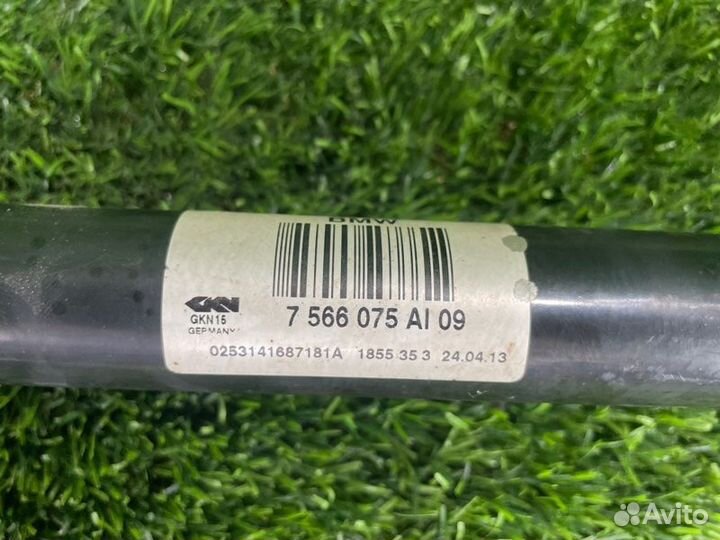 BMW
7 566 075 AI 09
GKN
GKN15
GERMANY
0253141687181A 1855 35 3 24.04.13
Avito